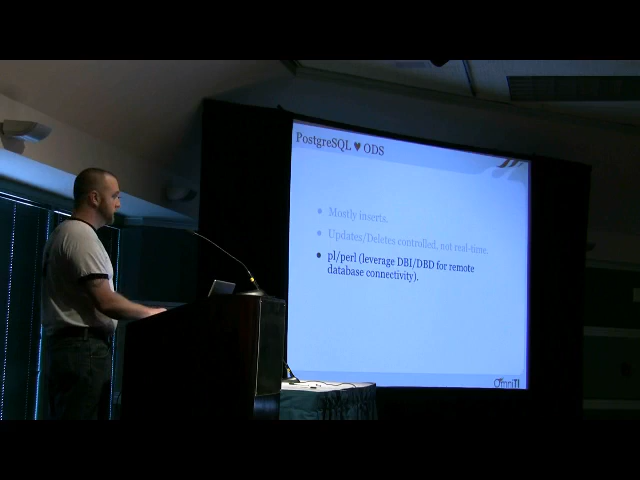 PostgreSQL ♥ ODS
• Mostly inserts.
• Updates/Deletes controlled, not real-time.
• pl/perl (leverage DBI/DBD for remote
database connectivity).
OmniTI